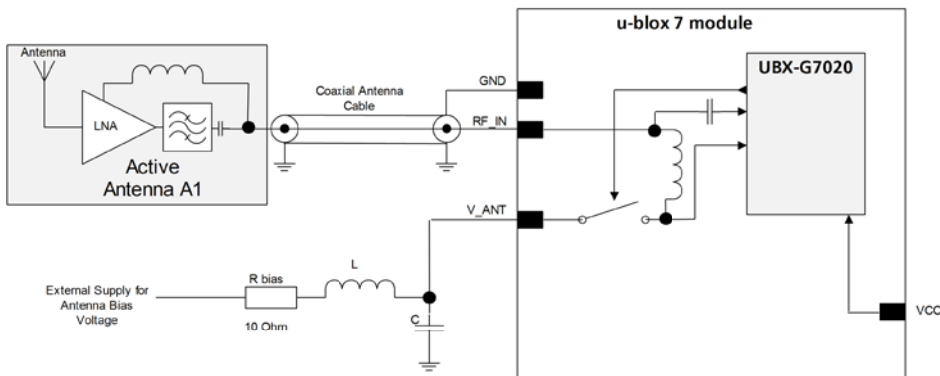 u-blox 7 module
Antenna
UBX-G7020
GND
Coaxial Antenna
Cable
LNA
RF_IN
Active
Antenna A1
V_ANT
L
R bias
External Supply for
Antenna Bias
Voltage
10 Ohm
C
VCC